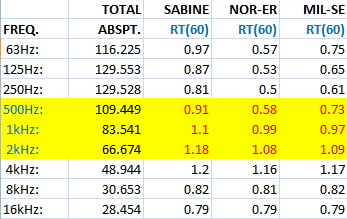 TOTAL SABINE NOR-ER MIL-SE
FREQ. ABSPT. RT(60) RT(60) RT(60)
63Hz: 116.225 0.97 0.57 0.75
125Hz: 129.553 0.87 0.53 0.65
250Hz: 129.528 0.81 0.5 0.61
500Hz: 109.449 0.91 0.58 0.73
1kHz: 83.541 1.1 0.99 0.97
2kHz: 66.674 1.18 1.08 1.09
4kHz: 48.944 1.2 1.16 1.17
8kHz: 30.653 0.82 0.81 0.82
16kHz: 28.454 0.79 0.79 0.79